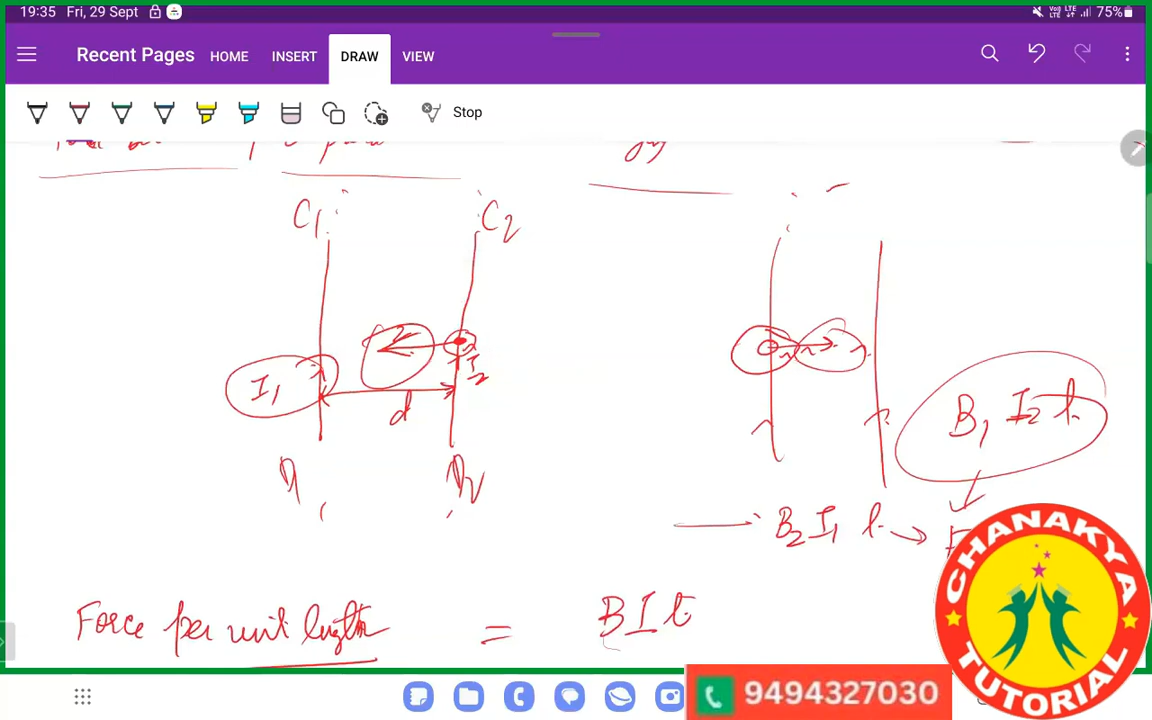 19:35 Fri, 29 Sept 75%
Recent Pages HOME INSERT DRAW VIEW
Stop
C1 C2
I1 I2
d
B1 I2 l
B2 I1 l
Force per unit length = B I l
CHANAKYA TUTORIAL
9494327030